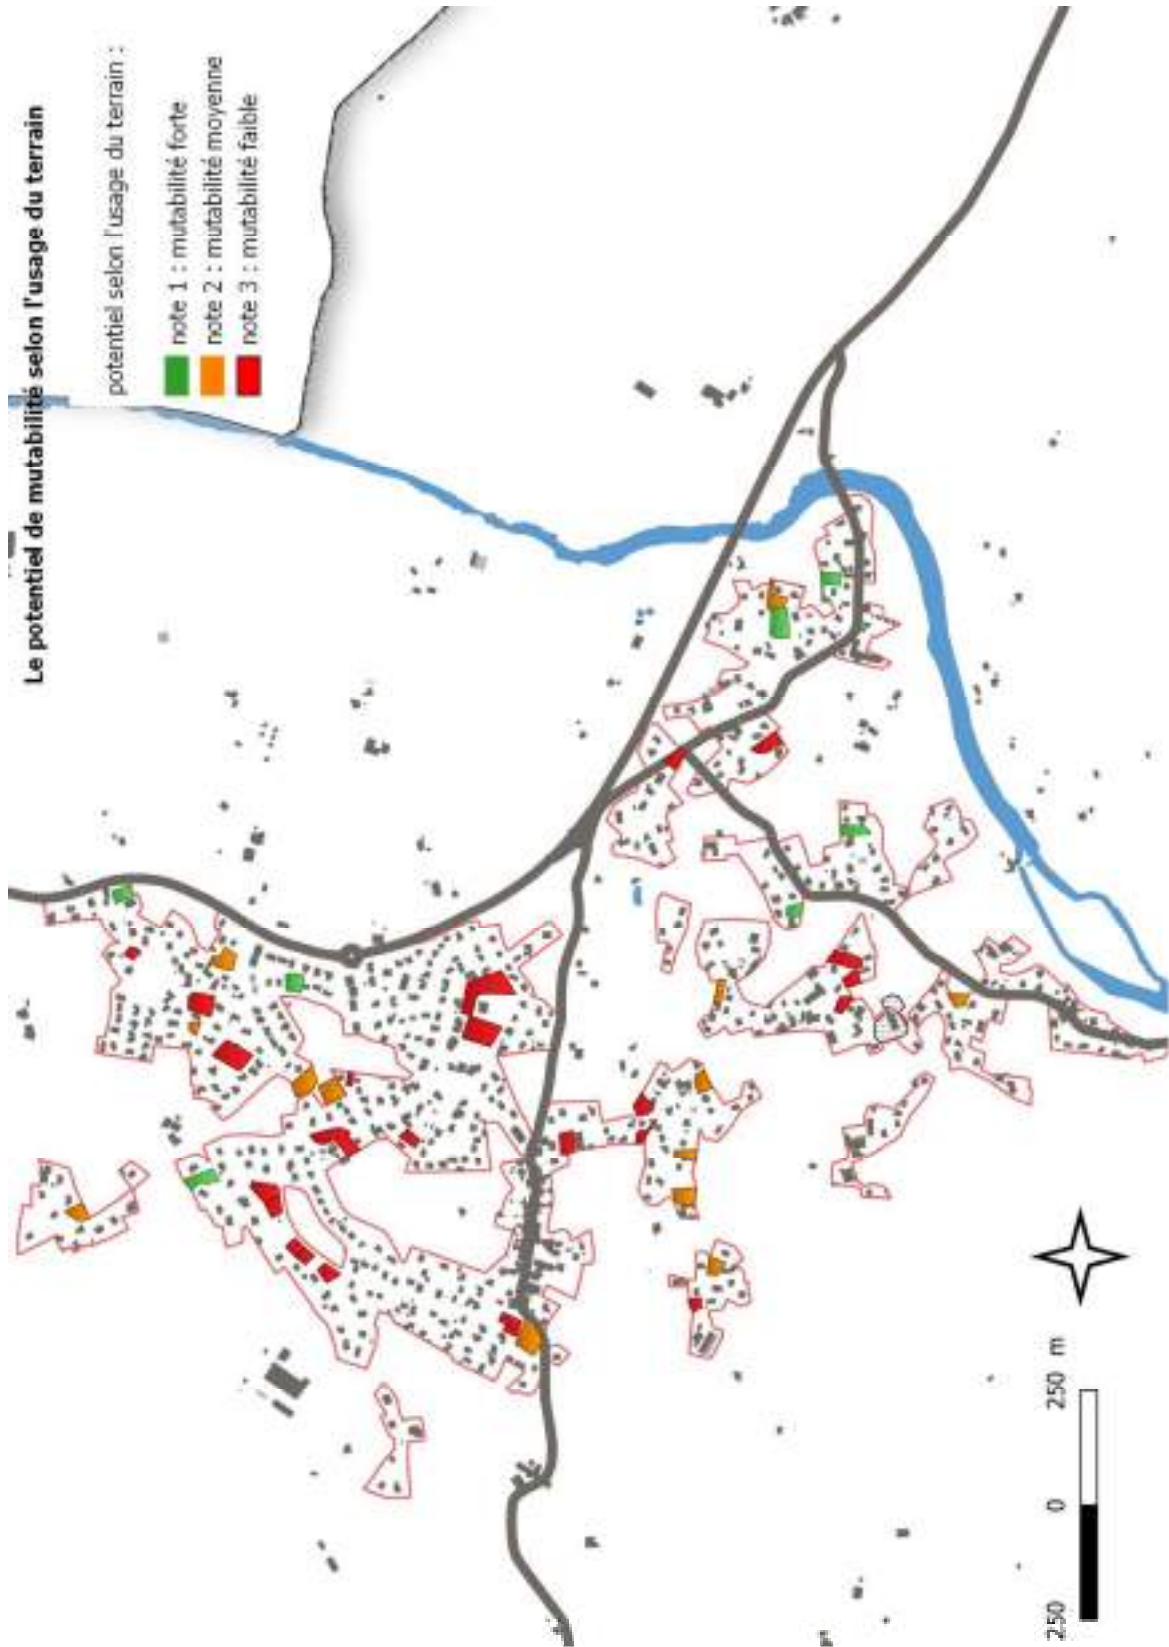 Le potentiel de mutabilité selon l'usage du terrain
potentiel selon l'usage du terrain :
note 1 : mutabilité forte
note 2 : mutabilité moyenne
note 3 : mutabilité faible
250 0 250 m